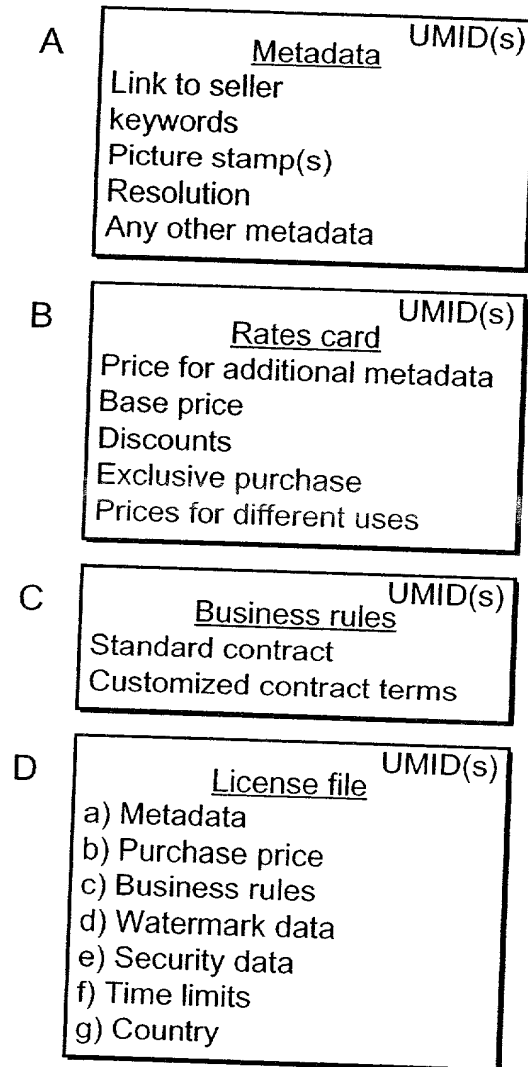 A
UMID(s)
Metadata
Link to seller
keywords
Picture stamp(s)
Resolution
Any other metadata
B
UMID(s)
Rates card
Price for additional metadata
Base price
Discounts
Exclusive purchase
Prices for different uses
C
UMID(s)
Business rules
Standard contract
Customized contract terms
D
UMID(s)
License file
a) Metadata
b) Purchase price
c) Business rules
d) Watermark data
e) Security data
f) Time limits
g) Country